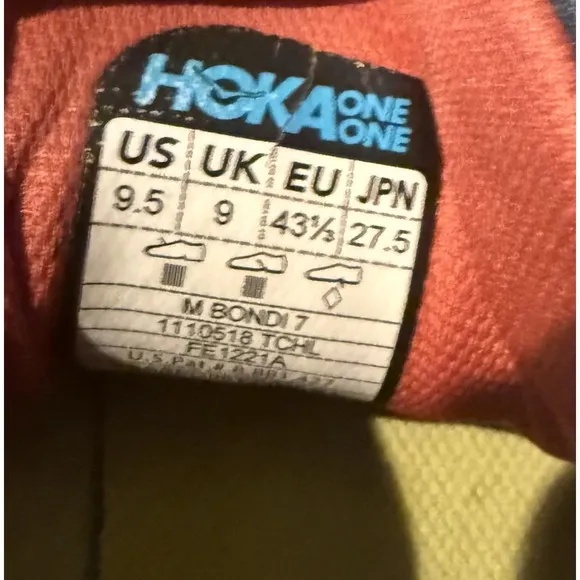 HOKA ONE ONE
US UK EU JPN
9.5 9 43⅓ 27.5
M BONDI 7
1110518 TCHL
FE1221A
U.S. Pat. #